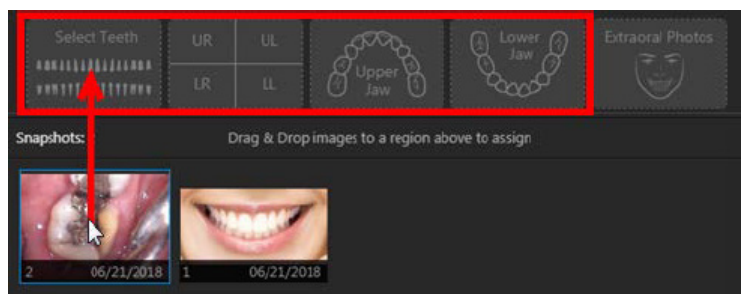 Select Teeth
UR
UL
LR
LL
Upper
Jaw
Lower
Jaw
Extraoral Photos
Snapshots:
Drag & Drop images to a region above to assign
2
06/21/2018
1
06/21/2018